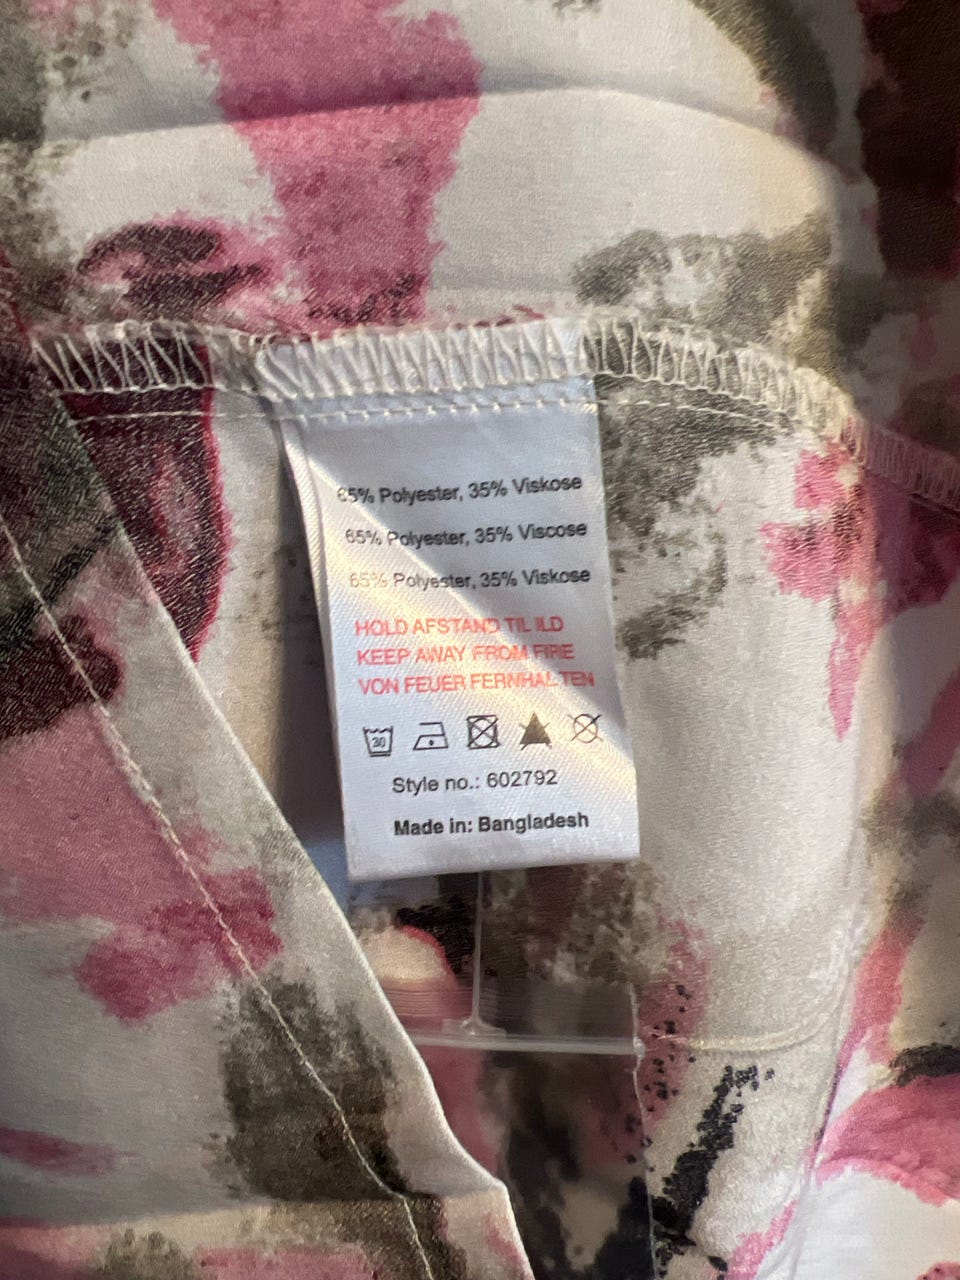 65% Polyester, 35% Viskose
65% Polyester, 35% Viscose
65% Polyester, 35% Viskose
HOLD AFSTAND TIL ILD
KEEP AWAY FROM FIRE
VON FEUER FERNHALTEN
30
Style no.: 602792
Made in: Bangladesh